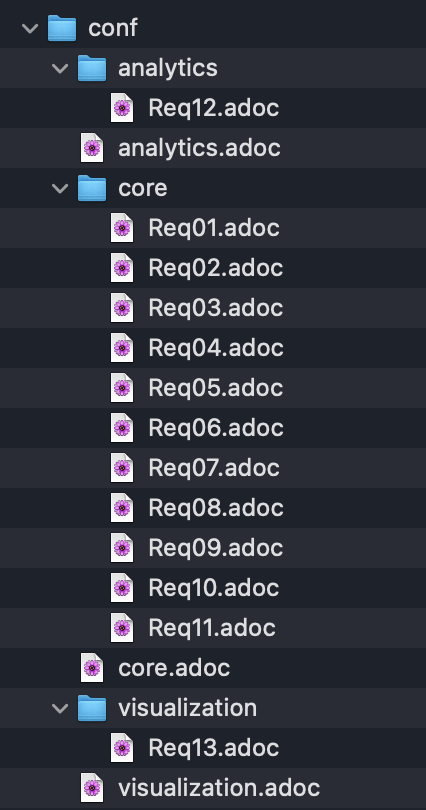 conf
analytics
Req12.adoc
analytics.adoc
core
Req01.adoc
Req02.adoc
Req03.adoc
Req04.adoc
Req05.adoc
Req06.adoc
Req07.adoc
Req08.adoc
Req09.adoc
Req10.adoc
Req11.adoc
core.adoc
visualization
Req13.adoc
visualization.adoc